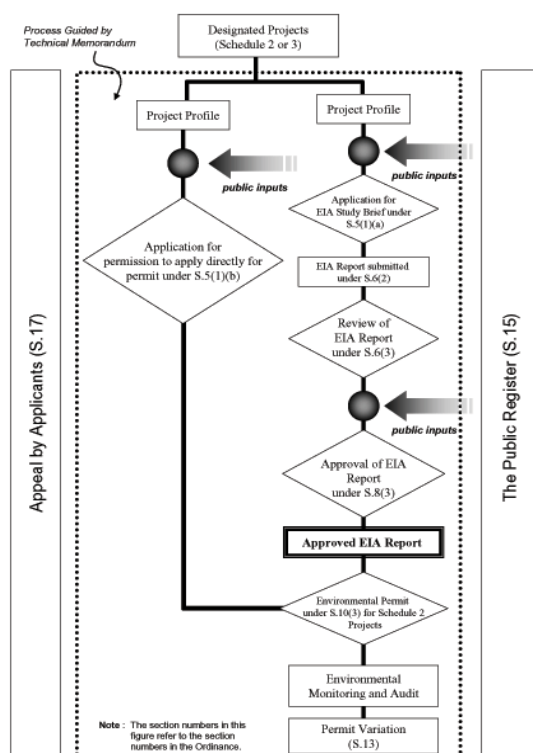 Process Guided by
Technical Memorandum
Designated Projects
(Schedule 2 or 3)
Project Profile
public inputs
Application for
permission to apply directly for
permit under S.5(1)(b)
Project Profile
public inputs
Application for
EIA Study Brief under
S.5(1)(a)
EIA Report submitted
under S.6(2)
Review of
EIA Report
under S.6(3)
public inputs
Approval of EIA
Report
under S.8(3)
Approved EIA Report
Environmental Permit
under S.10(3) for Schedule 2
Projects
Environmental
Monitoring and Audit
Permit Variation
(S.13)
Appeal by Applicants (S.17)
The Public Register (S.15)
Note : The section numbers in this
figure refer to the section
numbers in the Ordinance.